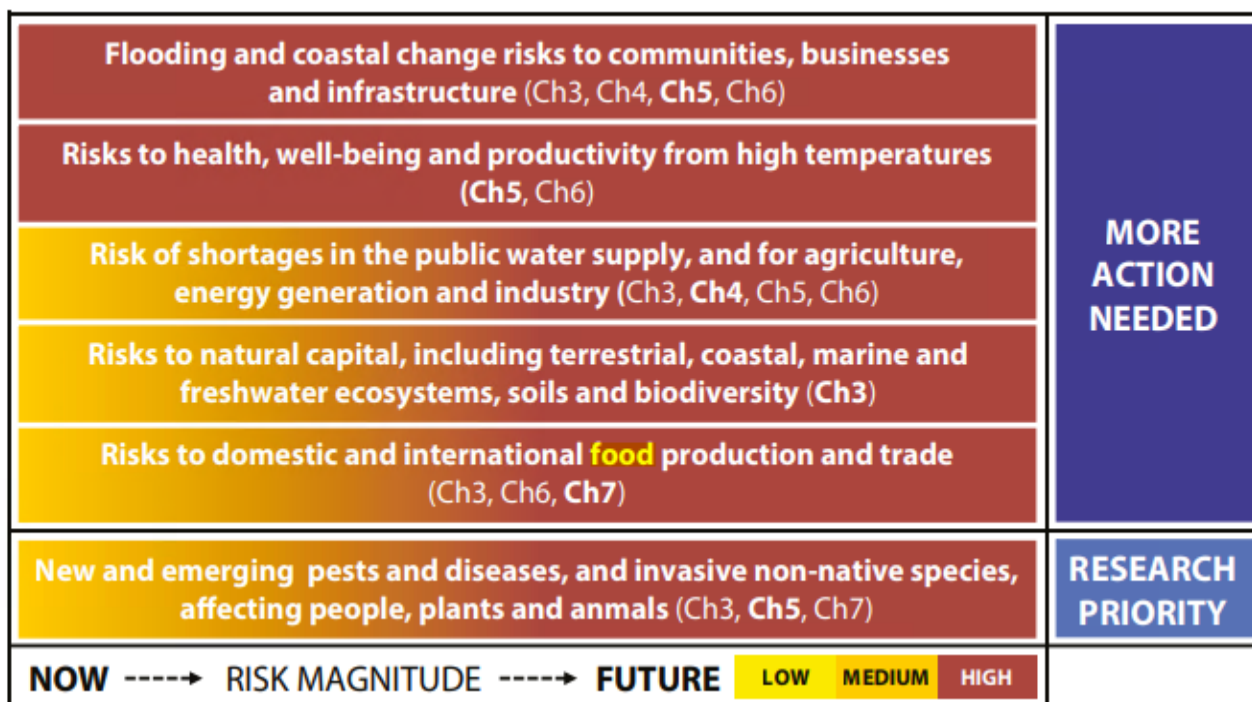 Flooding and coastal change risks to communities, businesses
and infrastructure (Ch3, Ch4, Ch5, Ch6)
Risks to health, well-being and productivity from high temperatures
(Ch5, Ch6)
Risk of shortages in the public water supply, and for agriculture,
energy generation and industry (Ch3, Ch4, Ch5, Ch6)
Risks to natural capital, including terrestrial, coastal, marine and
freshwater ecosystems, soils and biodiversity (Ch3)
Risks to domestic and international food production and trade
(Ch3, Ch6, Ch7)
MORE
ACTION
NEEDED
New and emerging pests and diseases, and invasive non-native species,
affecting people, plants and anmals (Ch3, Ch5, Ch7)
RESEARCH
PRIORITY
NOW -----> RISK MAGNITUDE -----> FUTURE LOW MEDIUM HIGH